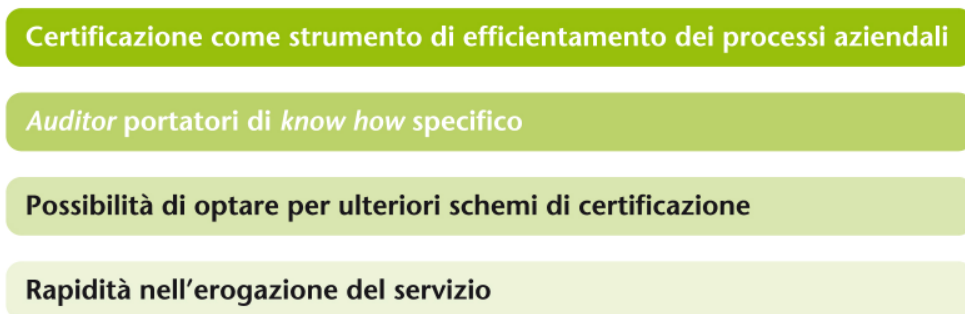 Certificazione come strumento di efficientamento dei processi aziendali
Auditor portatori di know how specifico
Possibilità di optare per ulteriori schemi di certificazione
Rapidità nell’erogazione del servizio